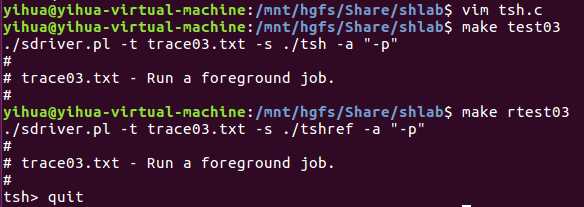 yihua@yihua-virtual-machine:/mnt/hgfs/Share/shlab$ vim tsh.c
yihua@yihua-virtual-machine:/mnt/hgfs/Share/shlab$ make test03
./sdriver.pl -t trace03.txt -s ./tsh -a "-p"
#
# trace03.txt - Run a foreground job.
#
yihua@yihua-virtual-machine:/mnt/hgfs/Share/shlab$ make rtest03
./sdriver.pl -t trace03.txt -s ./tshref -a "-p"
#
# trace03.txt - Run a foreground job.
#
tsh> quit